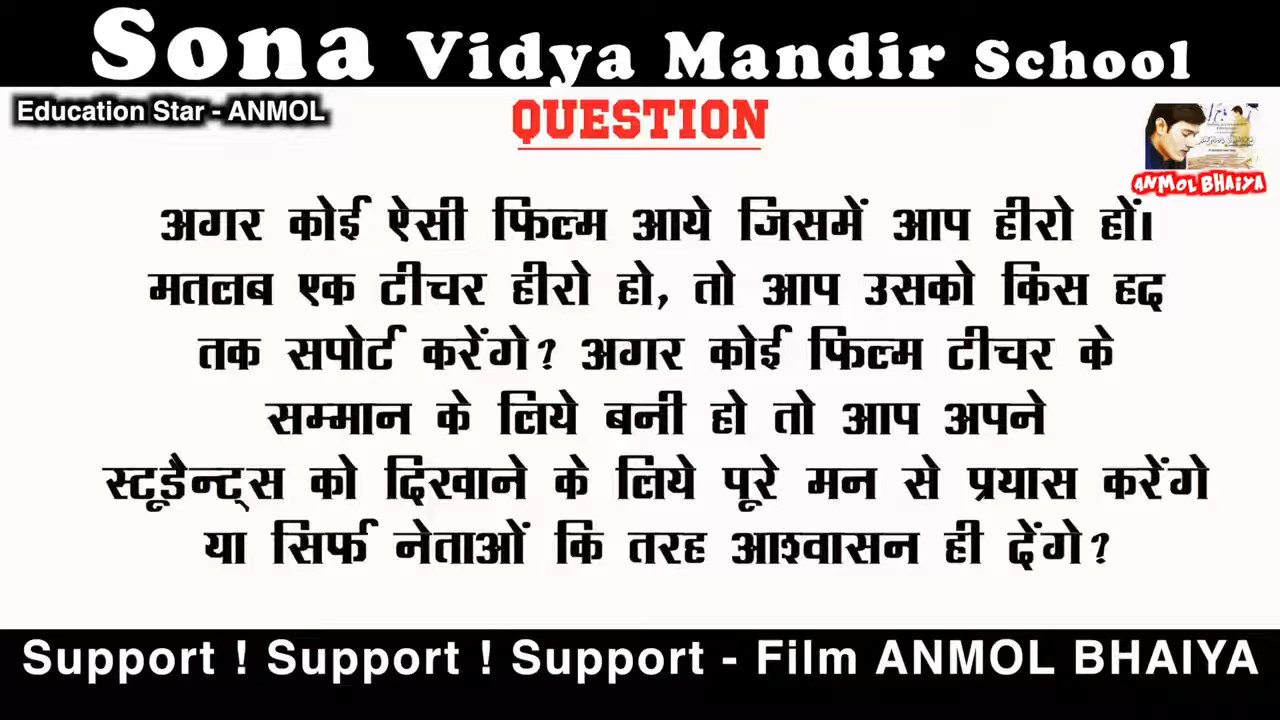 Sona Vidya Mandir School
Education Star - ANMOL
QUESTION
ANMOL BHAIYA
अगर कोई ऐसी फिल्म आये जिसमें आप हीरो हों।
मतलब एक टीचर हीरो हो, तो आप उसको किस हद
तक सपोर्ट करेंगे? अगर कोई फिल्म टीचर के
सम्मान के लिये बनी हो तो आप अपने
स्टूडैन्ट्स को दिखाने के लिये पूरे मन से प्रयास करेंगे
या सिर्फ नेताओं कि तरह आश्वासन ही देंगे?
Support ! Support ! Support - Film ANMOL BHAIYA